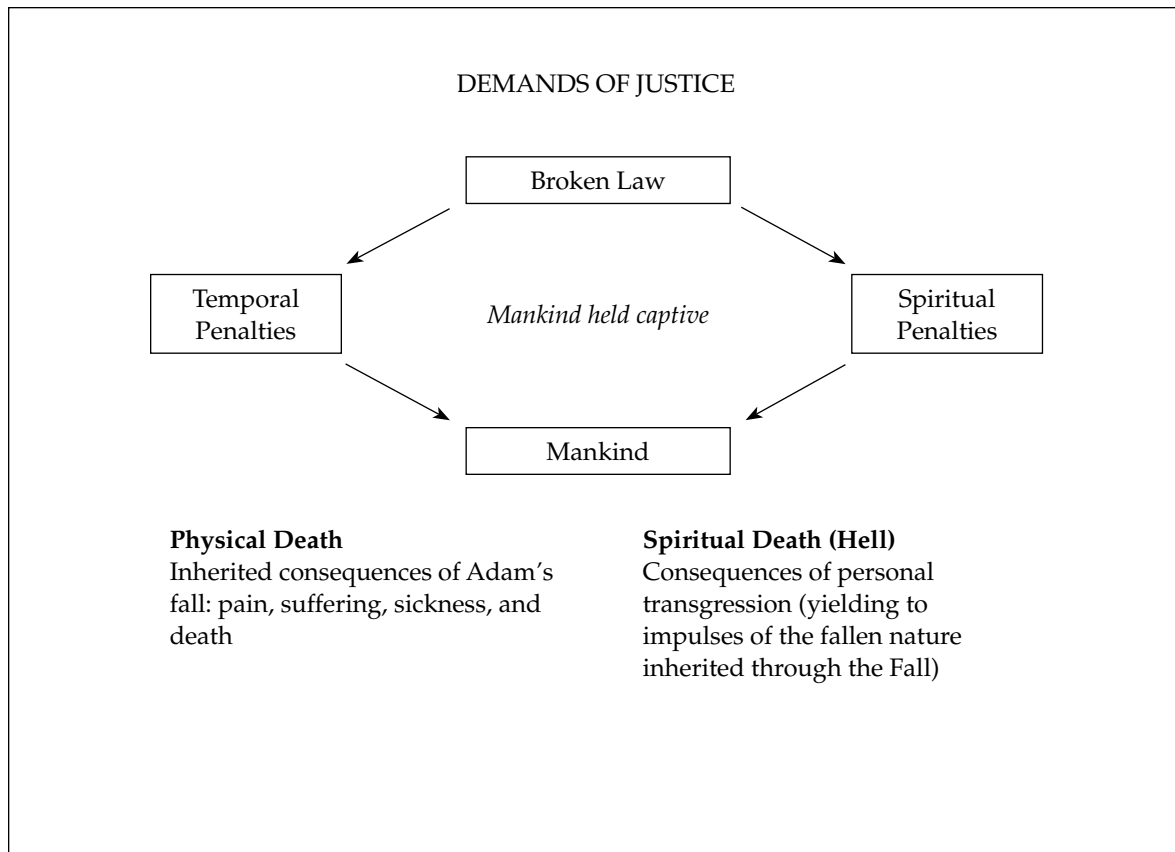 DEMANDS OF JUSTICE
Broken Law
Temporal
Penalties
Mankind held captive
Spiritual
Penalties
Mankind
Physical Death
Inherited consequences of Adam’s
fall: pain, suffering, sickness, and
death
Spiritual Death (Hell)
Consequences of personal
transgression (yielding to
impulses of the fallen nature
inherited through the Fall)